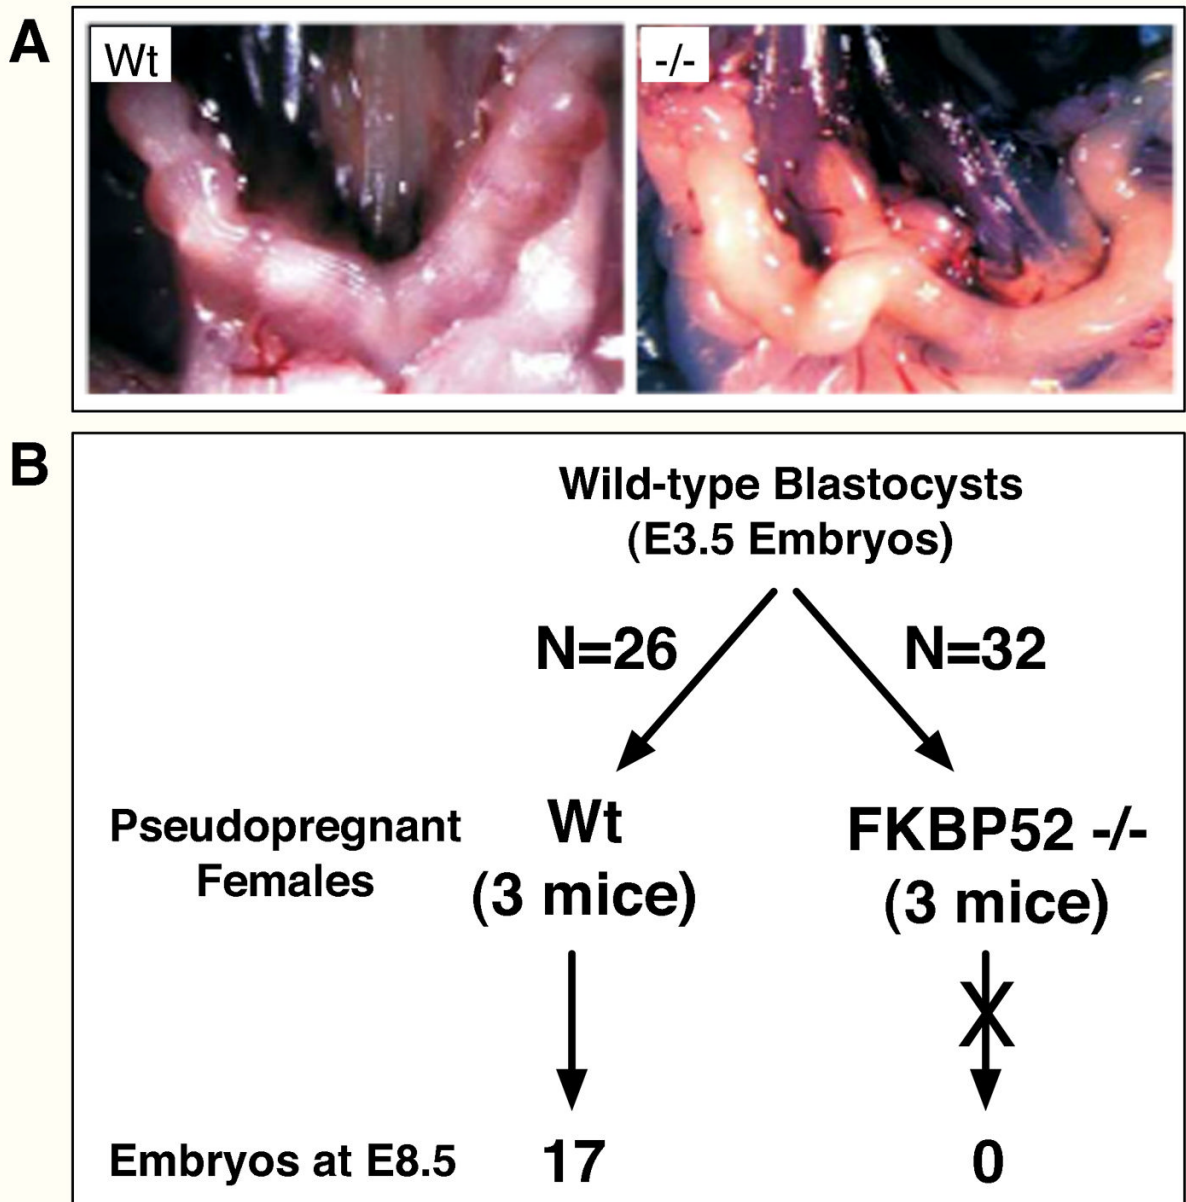 A
Wt
-/-
B
Wild-type Blastocysts
(E3.5 Embryos)
N=26
N=32
Pseudopregnant
Females
Wt
(3 mice)
FKBP52 -/-
(3 mice)
X
Embryos at E8.5
17
0